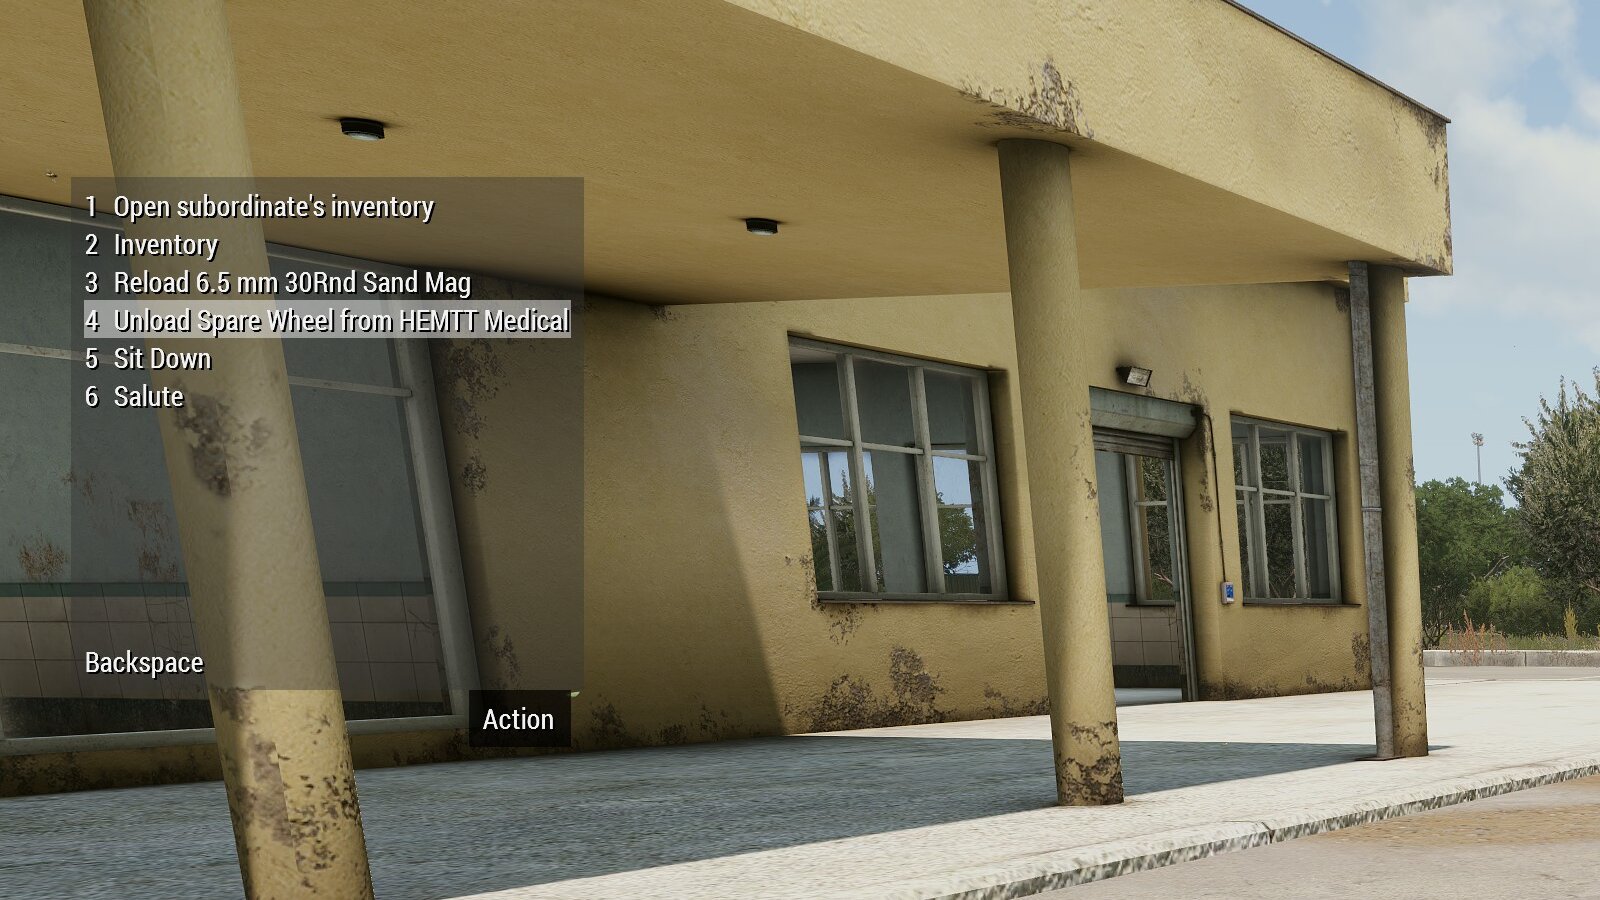 1 Open subordinate's inventory
2 Inventory
3 Reload 6.5 mm 30Rnd Sand Mag
4 Unload Spare Wheel from HEMTT Medical
5 Sit Down
6 Salute
Backspace
Action